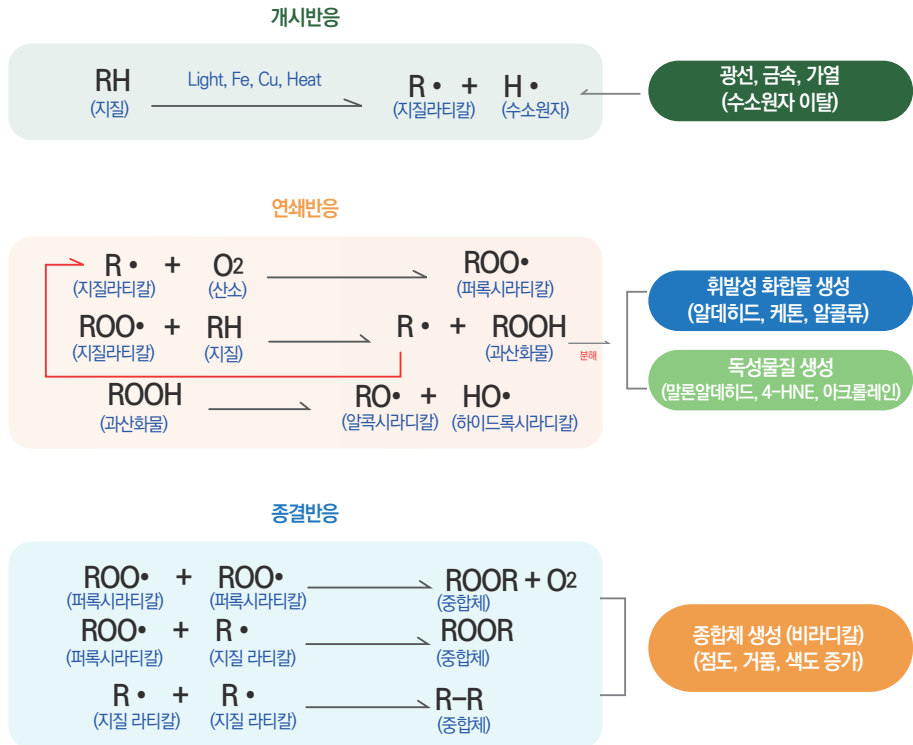 개시반응
RH
(지질)
Light, Fe, Cu, Heat
R • + H •
(지질라티칼) (수소원자)
광선, 금속, 가열
(수소원자 이탈)
연쇄반응
R • + O2 ROO•
(지질라티칼) (산소) (퍼록시라티칼)
ROO• + RH R • + ROOH
(지질라티칼) (지질) (과산화물)
분해
ROOH RO• + HO•
(과산화물) (알콕시라디칼) (하이드록시라디칼)
휘발성 화합물 생성
(알데히드, 케톤, 알콜류)
독성물질 생성
(말론알데히드, 4-HNE, 아크롤레인)
종결반응
ROO• + ROO• ROOR + O2
(퍼록시라티칼) (퍼록시라티칼) (중합체)
ROO• + R • ROOR
(퍼록시라티칼) (지질 라티칼) (중합체)
R • + R • R-R
(지질 라티칼) (지질 라티칼) (중합체)
종합체 생성 (비라디칼)
(점도, 거품, 색도 증가)